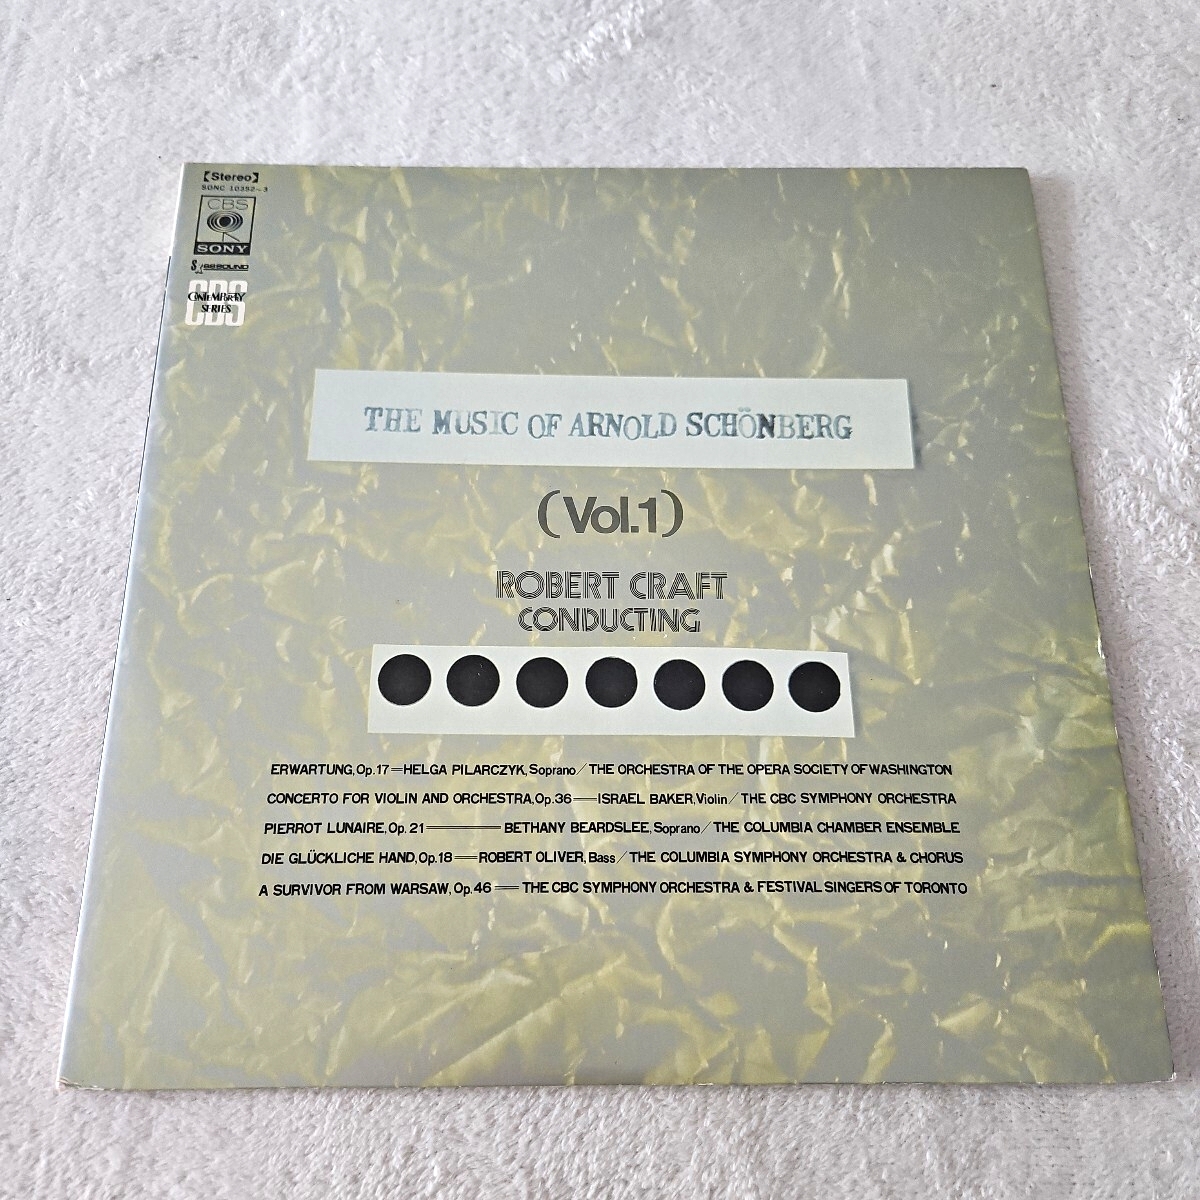 【Stereo】
SONC 10352–3
CBS
SONY
CBS
CONTEMPORARY
SERIES
THE MUSIC OF ARNOLD SCHÖNBERG
(Vol.1)
ROBERT CRAFT
CONDUCTING
ERWARTUNG, Op.17—HELGA PILARCZYK, Soprano/THE ORCHESTRA OF THE OPERA SOCIETY OF WASHINGTON
CONCERTO FOR VIOLIN AND ORCHESTRA, Op.36—ISRAEL BAKER, Violin/THE CBC SYMPHONY ORCHESTRA
PIERROT LUNAIRE, Op. 21—BETHANY BEARDSLEE, Soprano/THE COLUMBIA CHAMBER ENSEMBLE
DIE GLÜCKLICHE HAND, Op.18—ROBERT OLIVER, Bass/THE COLUMBIA SYMPHONY ORCHESTRA & CHORUS
A SURVIVOR FROM WARSAW, Op.46—THE CBC SYMPHONY ORCHESTRA & FESTIVAL SINGERS OF TORONTO